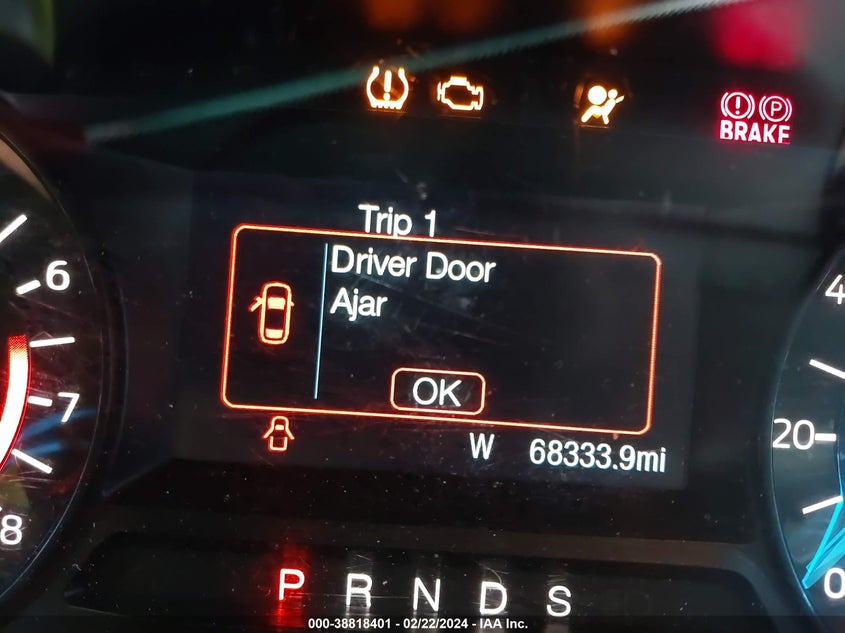 BRAKE
Trip 1
Driver Door
Ajar
OK
W 68333.9mi
6
7
8
4
20
0
P R N D S
000-38818401 - 02/22/2024 - IAA Inc.